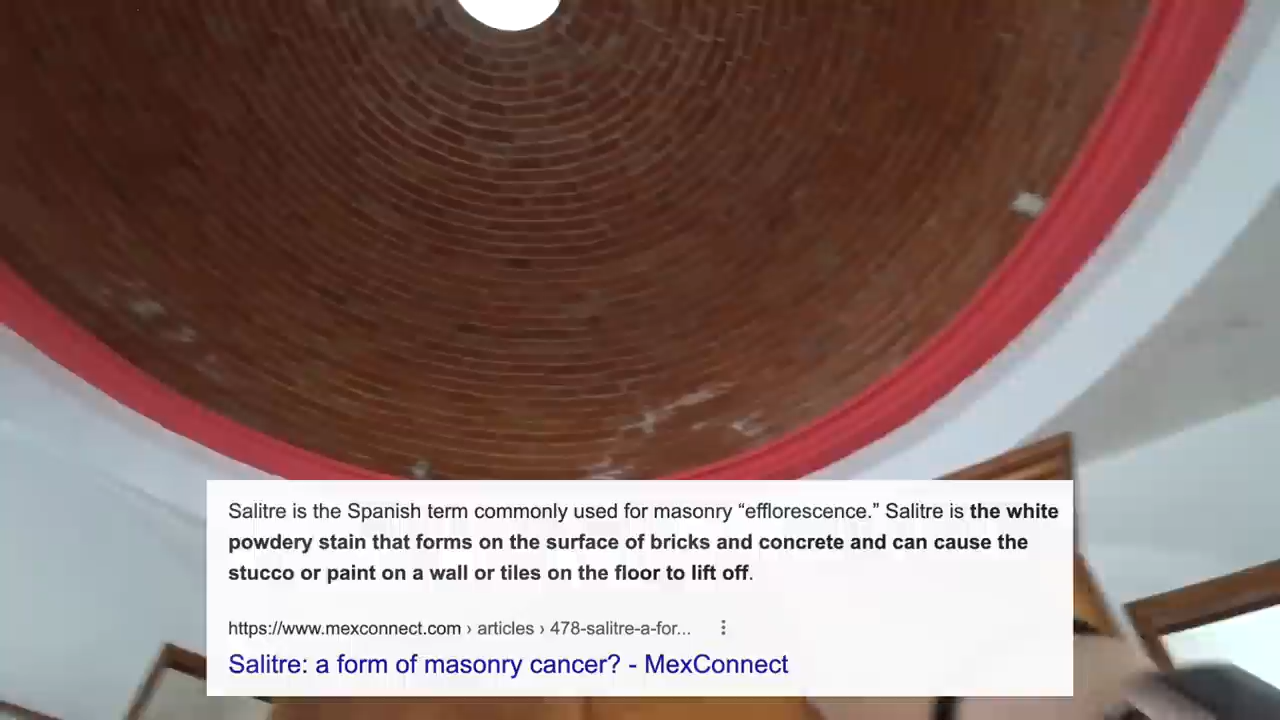 Salitre is the Spanish term commonly used for masonry “efflorescence.” Salitre is the white
powdery stain that forms on the surface of bricks and concrete and can cause the
stucco or paint on a wall or tiles on the floor to lift off.
https://www.mexconnect.com › articles › 478-salitre-a-for...
Salitre: a form of masonry cancer? - MexConnect